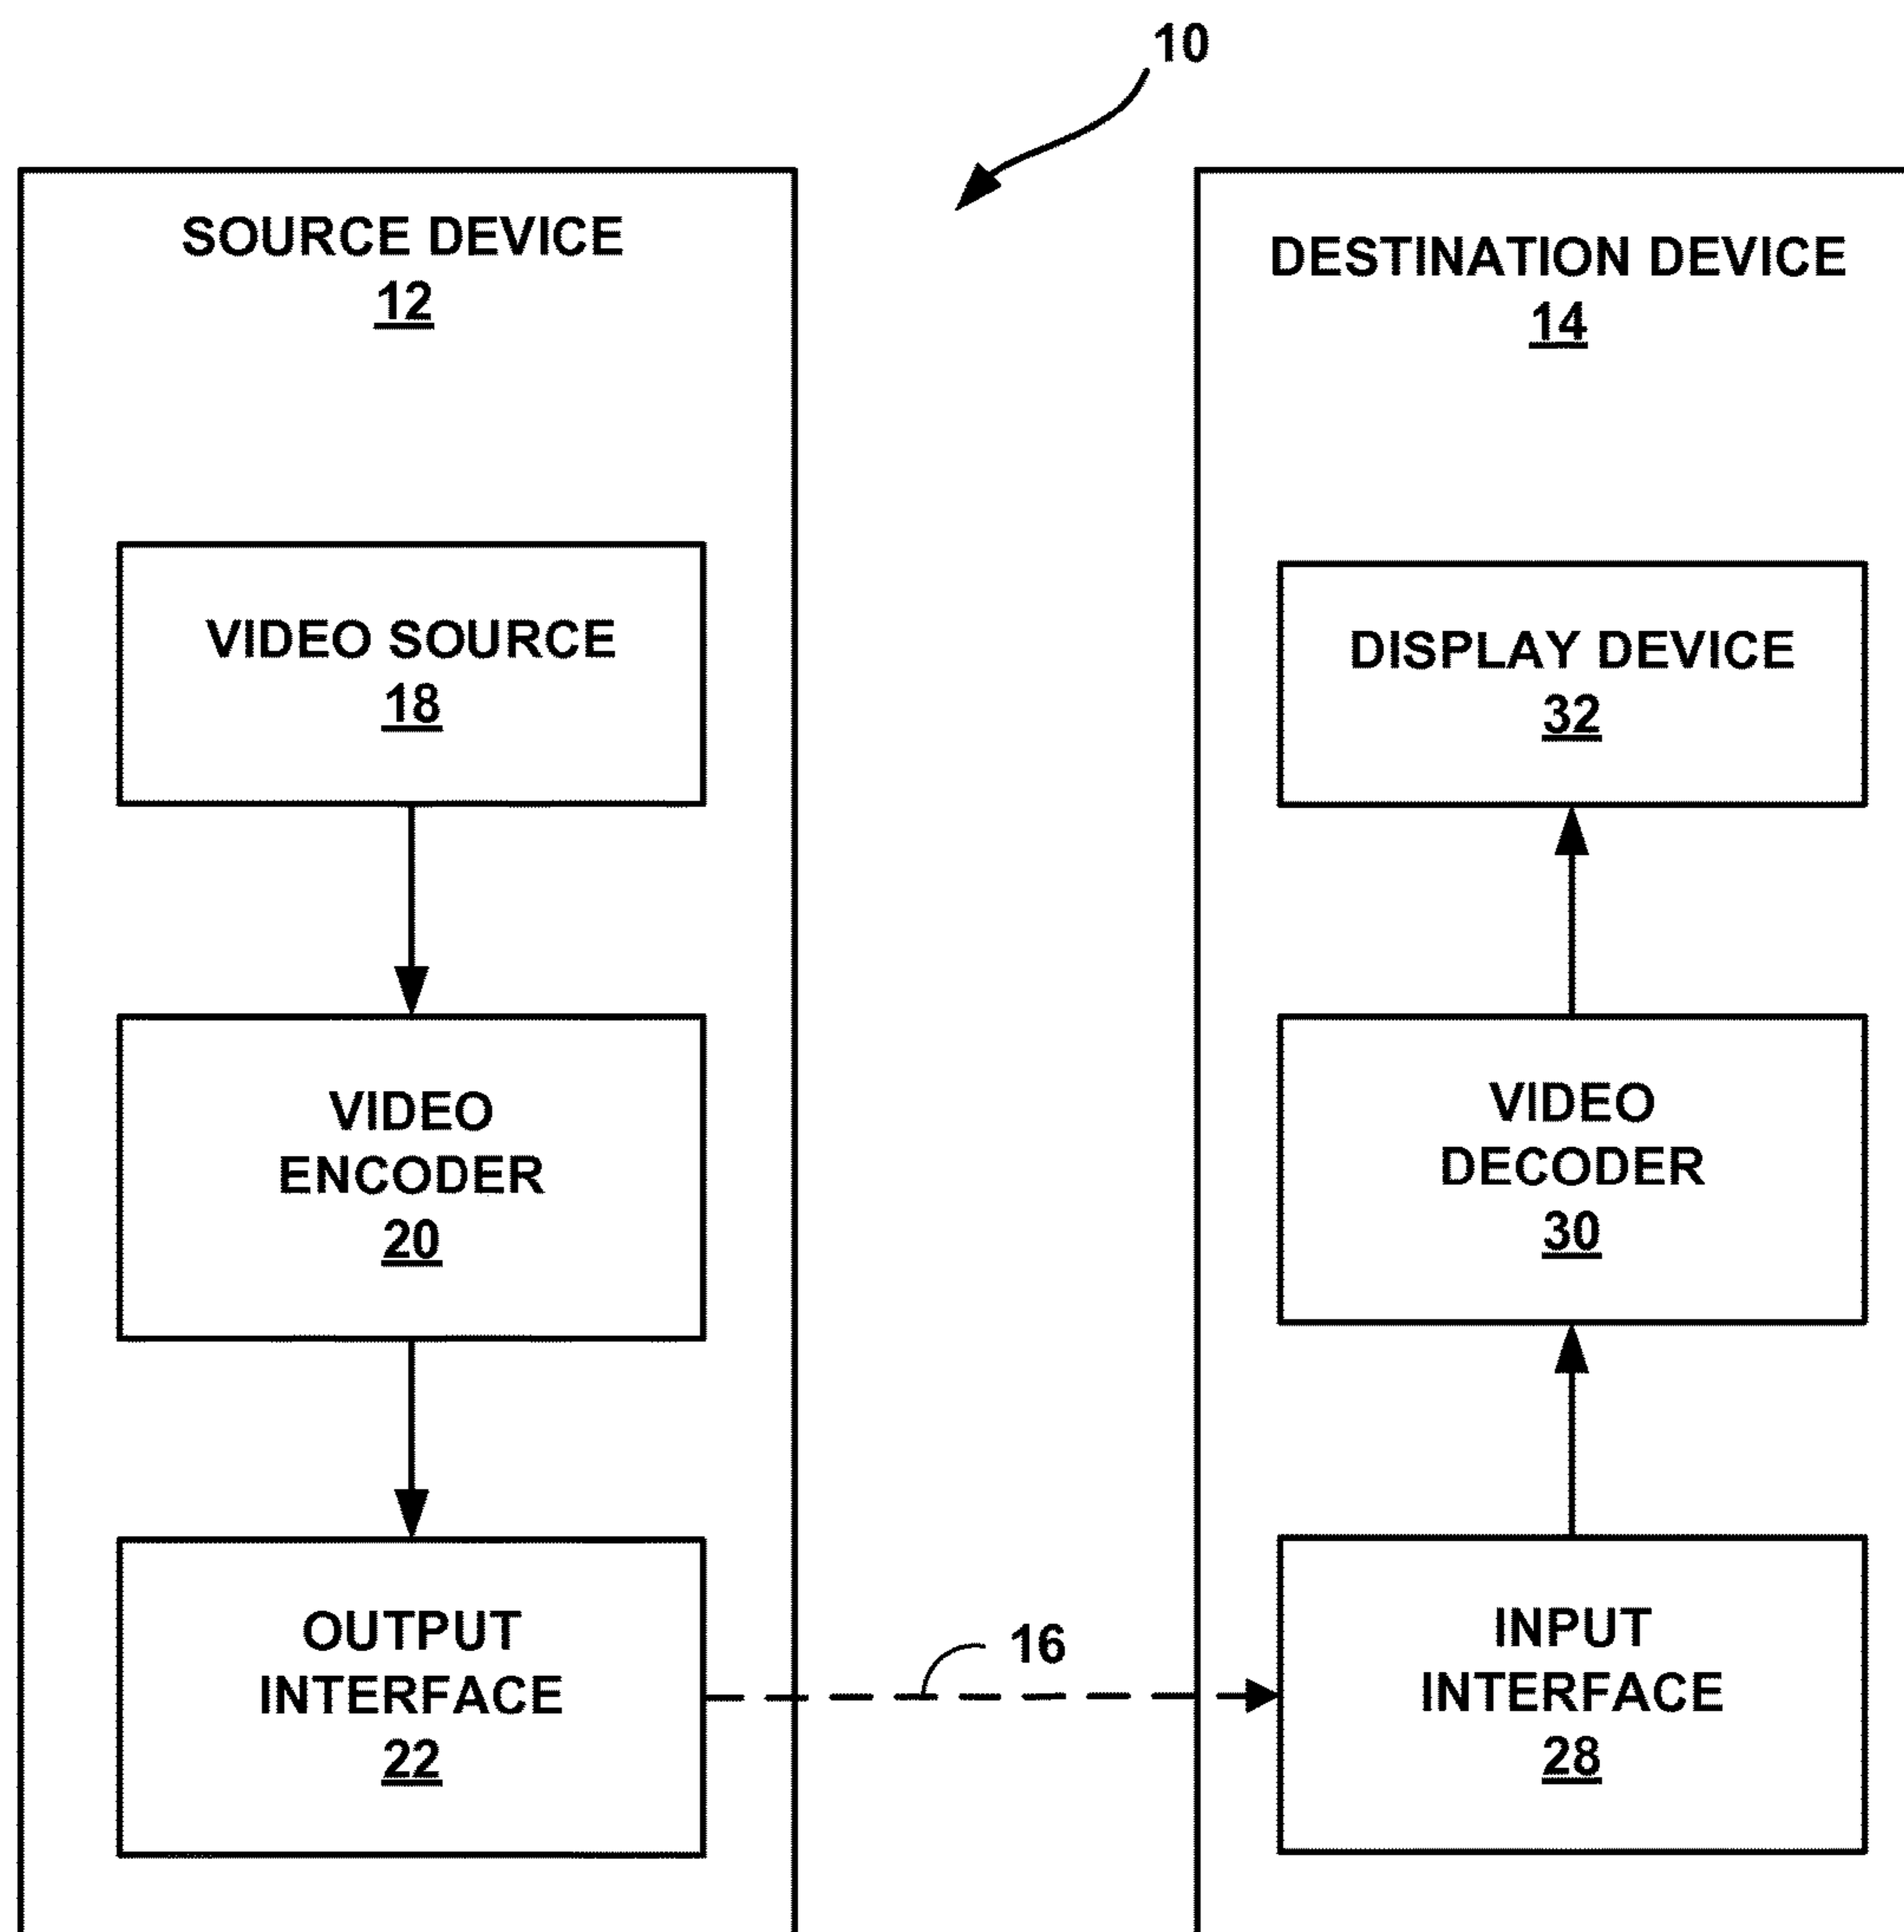 10
SOURCE DEVICE
12
VIDEO SOURCE
18
VIDEO
ENCODER
20
OUTPUT
INTERFACE
22
16
DESTINATION DEVICE
14
DISPLAY DEVICE
32
VIDEO
DECODER
30
INPUT
INTERFACE
28